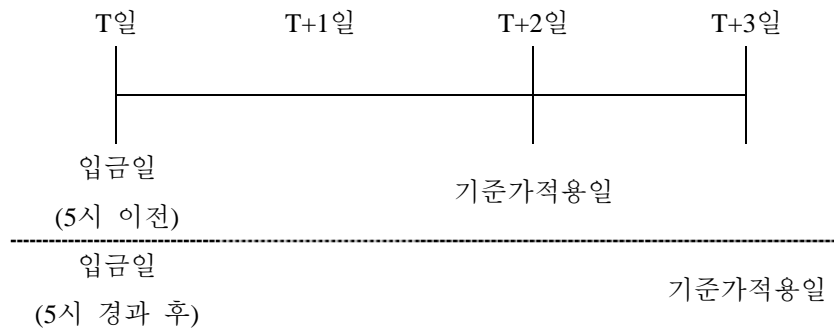 T일 T+1일 T+2일 T+3일
입금일
(5시 이전)
기준가적용일
입금일
(5시 경과 후)
기준가적용일